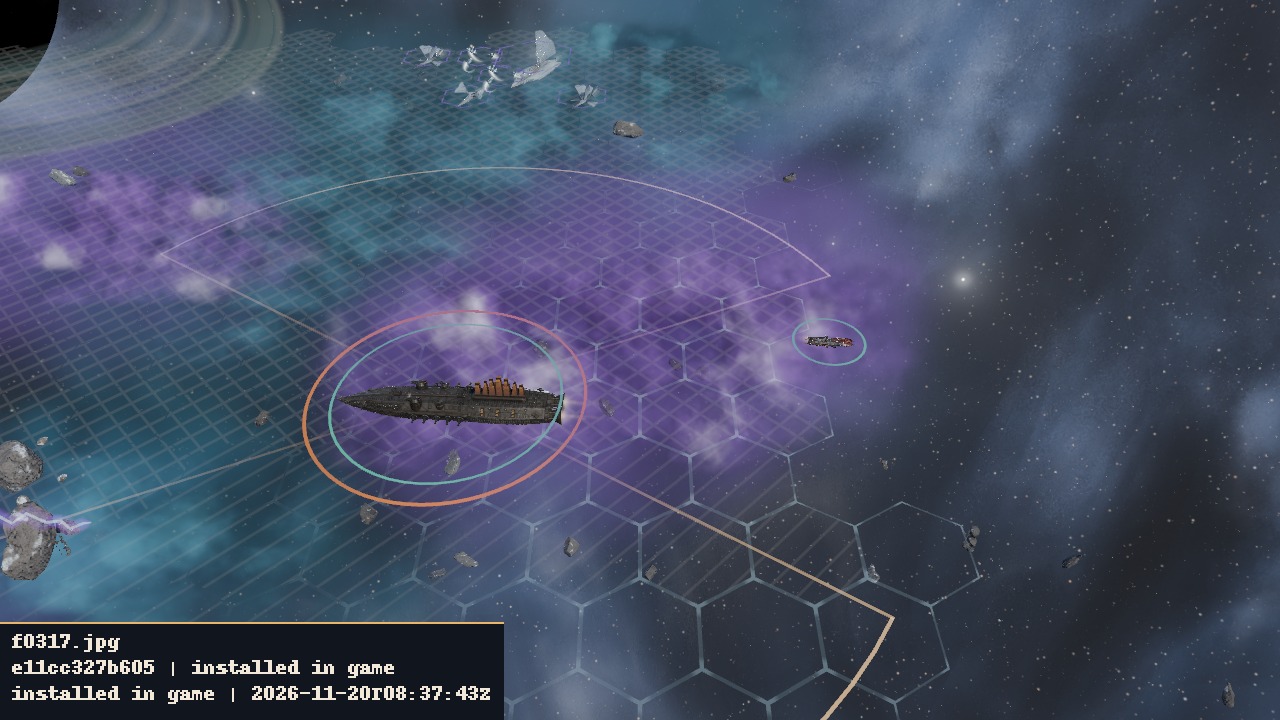 f0317.jpg
e11cc327b605 | installed in game
installed in game | 2026-11-20T08:37:43z